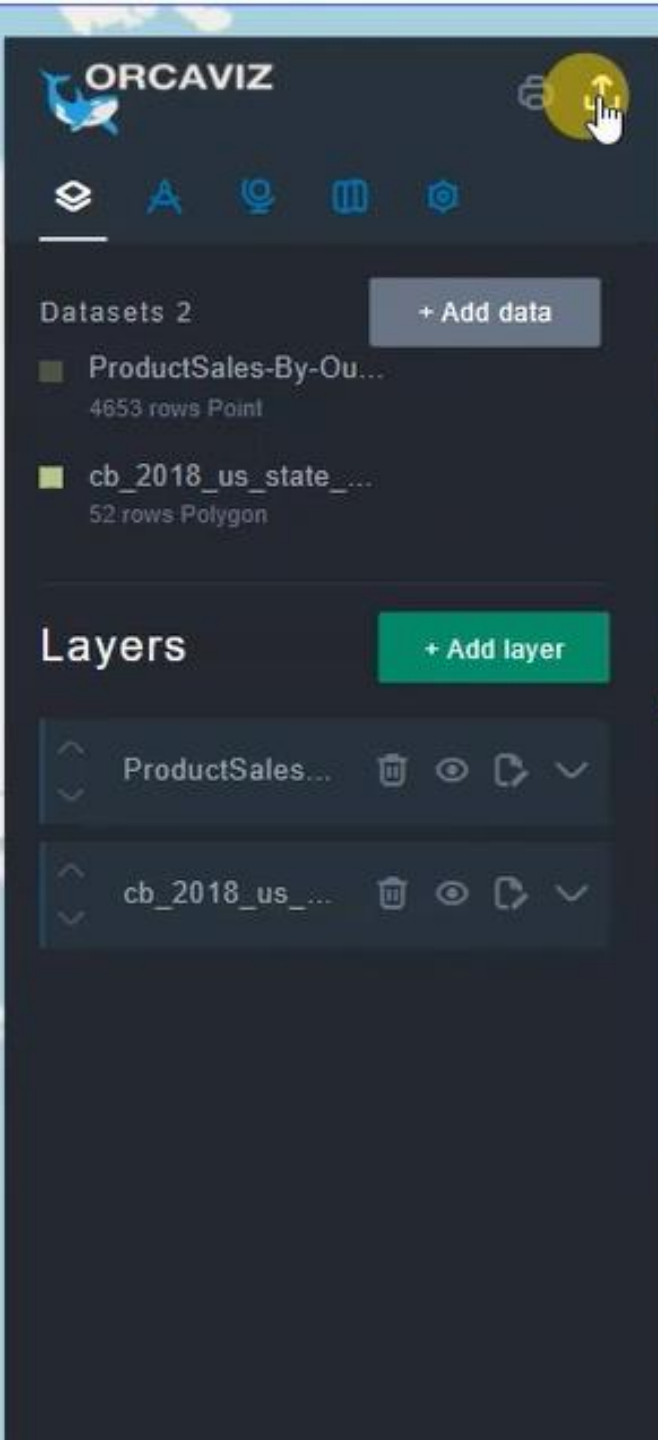 ORCAVIZ
Datasets 2
+ Add data
ProductSales-By-Ou...
4653 rows Point
cb_2018_us_state_...
52 rows Polygon
Layers
+ Add layer
ProductSales...
cb_2018_us_...